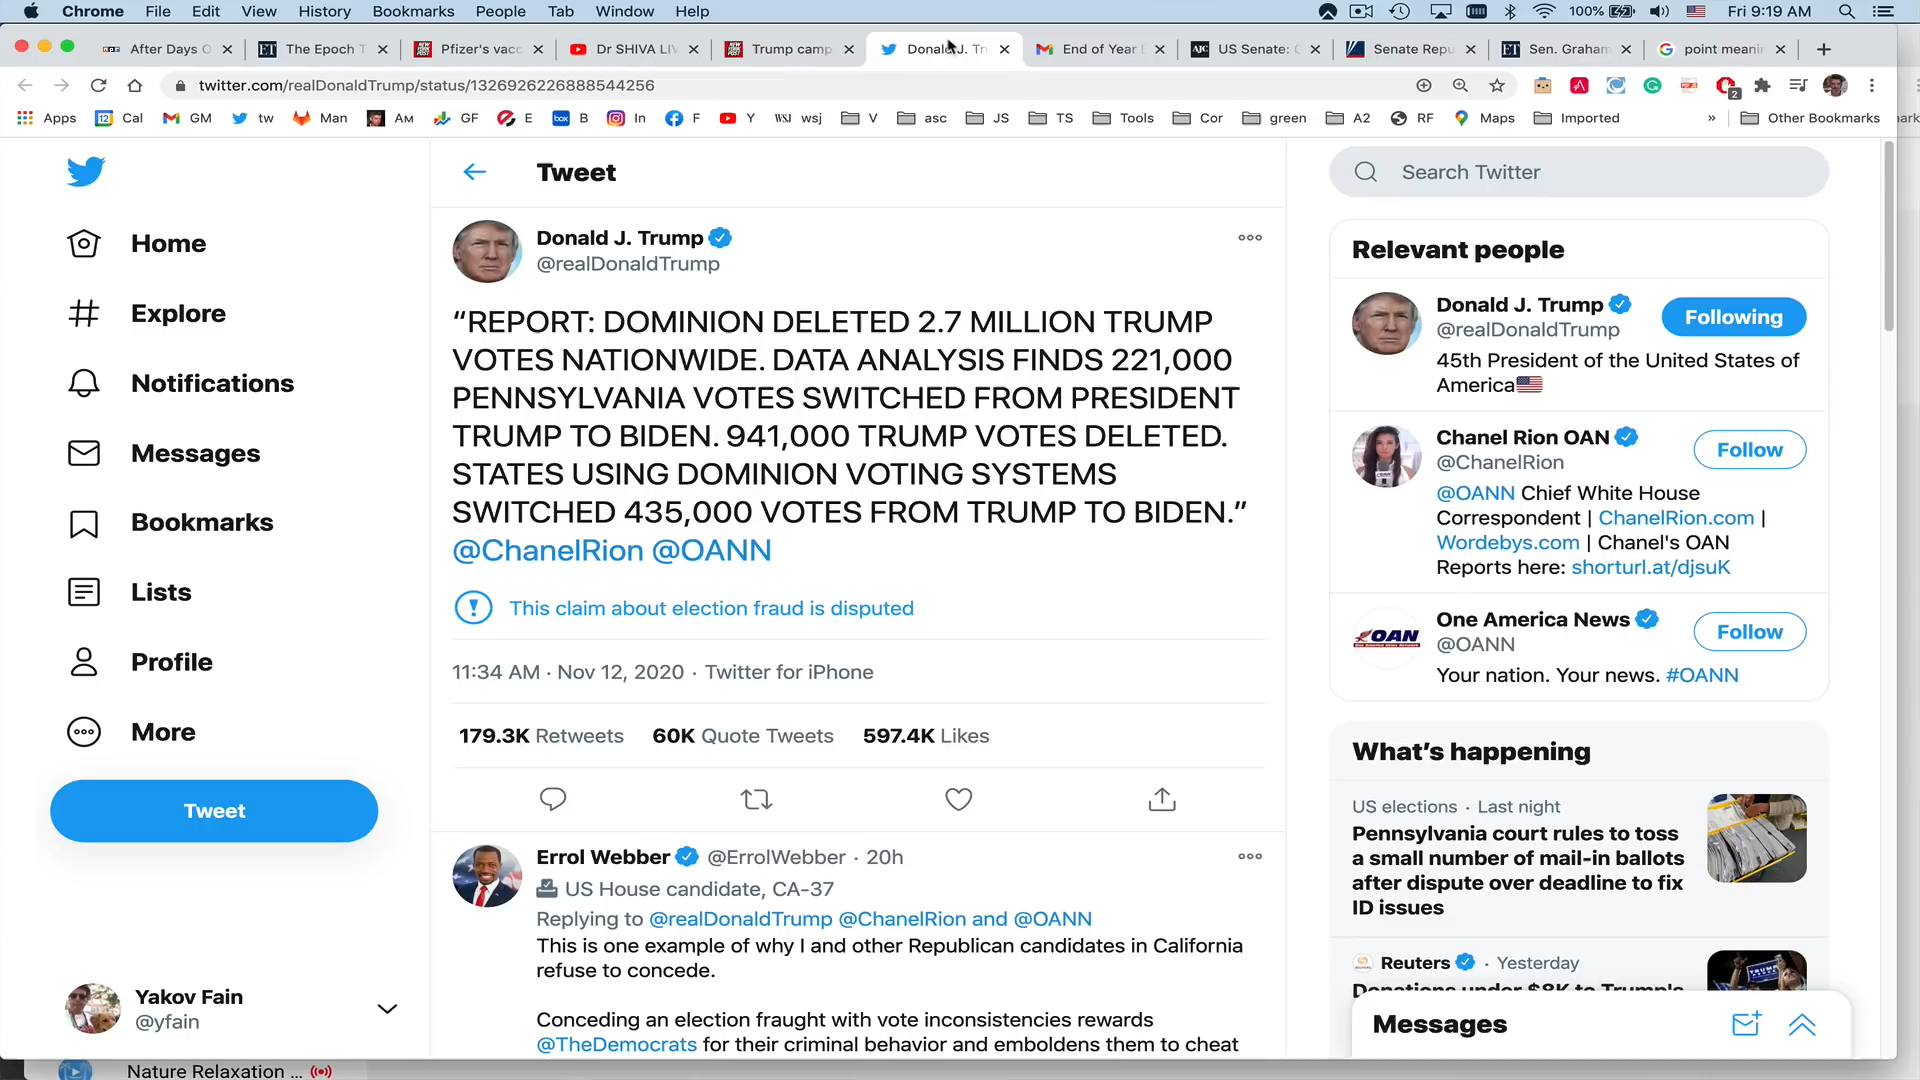 Chrome File Edit View History Bookmarks People Tab Window Help 100% Fri 9:19 AM
After Days O The Epoch T Pfizer's vacc Dr SHIVA LIV Trump camp Donald J. Tru End of Year E US Senate: G Senate Repu Sen. Graham point meani
twitter.com/realDonaldTrump/status/1326926226888544256 2
Apps Cal GM tw Man Aм GF E B In F Y wsj V asc JS TS Tools Cor green A2 RF Maps Imported » Other Bookmarks
Tweet
Search Twitter
Home
Explore
Notifications
Messages
Bookmarks
Lists
Profile
More
Tweet
Yakov Fain
@yfain
Donald J. Trump
@realDonaldTrump
“REPORT: DOMINION DELETED 2.7 MILLION TRUMP
VOTES NATIONWIDE. DATA ANALYSIS FINDS 221,000
PENNSYLVANIA VOTES SWITCHED FROM PRESIDENT
TRUMP TO BIDEN. 941,000 TRUMP VOTES DELETED.
STATES USING DOMINION VOTING SYSTEMS
SWITCHED 435,000 VOTES FROM TRUMP TO BIDEN.”
@ChanelRion @OANN
This claim about election fraud is disputed
11:34 AM · Nov 12, 2020 · Twitter for iPhone
179.3K Retweets 60K Quote Tweets 597.4K Likes
Errol Webber @ErrolWebber · 20h
US House candidate, CA-37
Replying to @realDonaldTrump @ChanelRion and @OANN
This is one example of why I and other Republican candidates in California
refuse to concede.
Conceding an election fraught with vote inconsistencies rewards
@TheDemocrats for their criminal behavior and emboldens them to cheat
Relevant people
Donald J. Trump
@realDonaldTrump
Following
45th President of the United States of
America
Chanel Rion OAN
@ChanelRion
Follow
@OANN Chief White House
Correspondent | ChanelRion.com |
Wordebys.com | Chanel's OAN
Reports here: shorturl.at/djsuK
One America News
@OANN
Follow
Your nation. Your news. #OANN
What’s happening
US elections · Last night
Pennsylvania court rules to toss
a small number of mail-in ballots
after dispute over deadline to fix
ID issues
Reuters · Yesterday
Donations under $8K to Trump's
Messages
Nature Relaxation ...